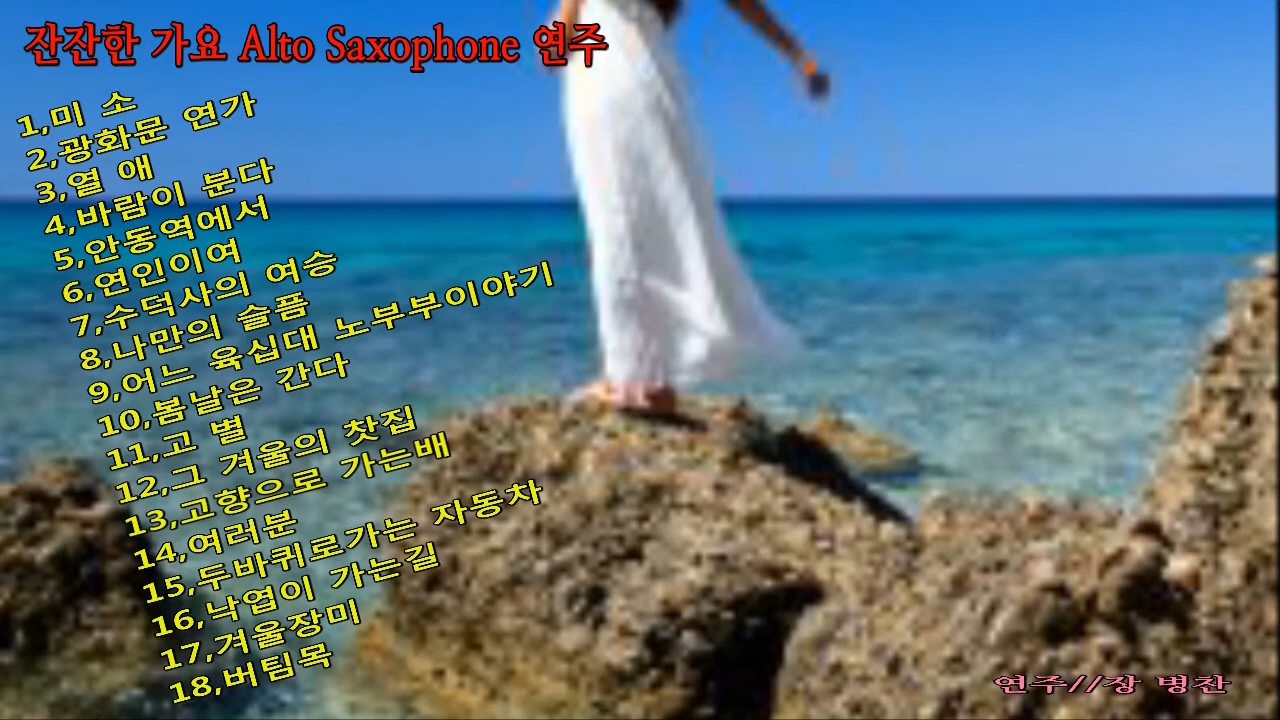 잔잔한 가요 Alto Saxophone 연주
1,미 소
2,광화문 연가
3,열 애
4,바람이 분다
5,안동역에서
6,연인이여
7,수덕사의 여승
8,나만의 슬픔
9,어느 육십대 노부부이야기
10,봄날은 간다
11,고 별
12,그 겨울의 찻집
13,고향으로 가는배
14,여러분
15,두바퀴로가는 자동차
16,낙엽이 가는길
17,겨울장미
18,버팀목
연주//장 병찬